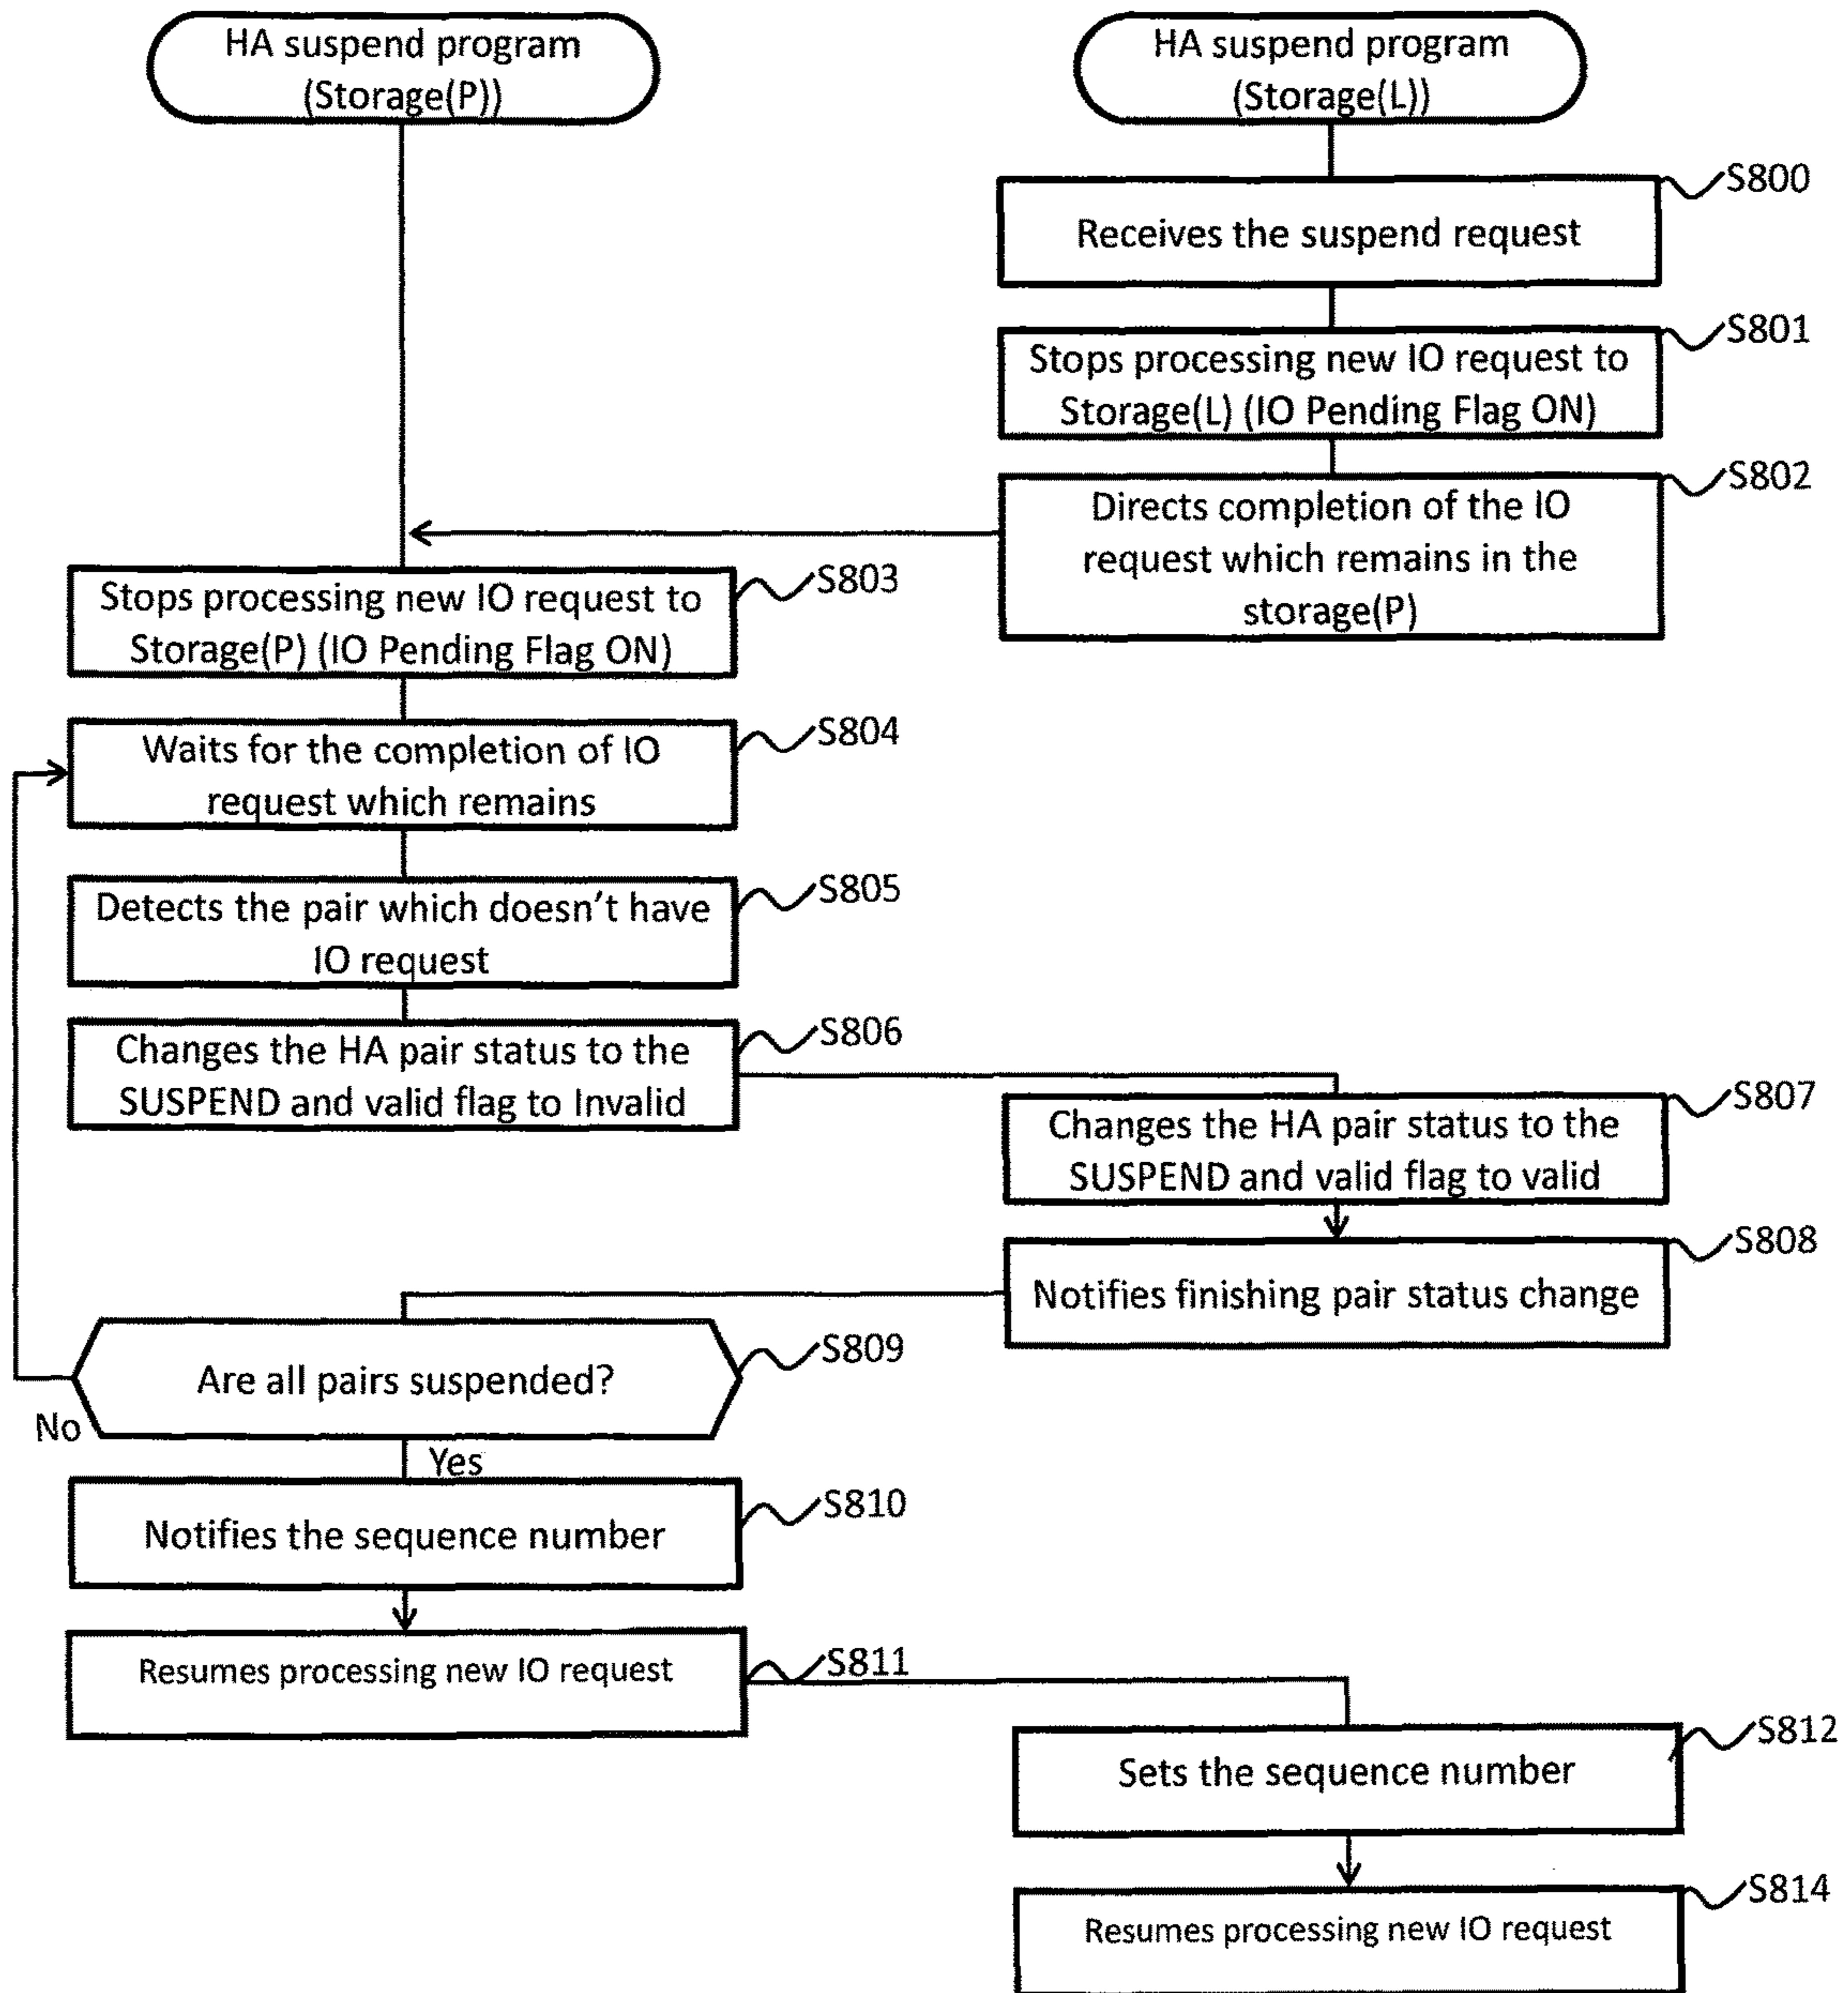 HA suspend program
(Storage(P))
HA suspend program
(Storage(L))
S800
Receives the suspend request
S801
Stops processing new IO request to
Storage(L) (IO Pending Flag ON)
S802
Directs completion of the IO
request which remains in the
storage(P)
S803
Stops processing new IO request to
Storage(P) (IO Pending Flag ON)
S804
Waits for the completion of IO
request which remains
S805
Detects the pair which doesn't have
IO request
S806
Changes the HA pair status to the
SUSPEND and valid flag to Invalid
S807
Changes the HA pair status to the
SUSPEND and valid flag to valid
S808
Notifies finishing pair status change
S809
Are all pairs suspended?
No
Yes
S810
Notifies the sequence number
S811
Resumes processing new IO request
S812
Sets the sequence number
S814
Resumes processing new IO request